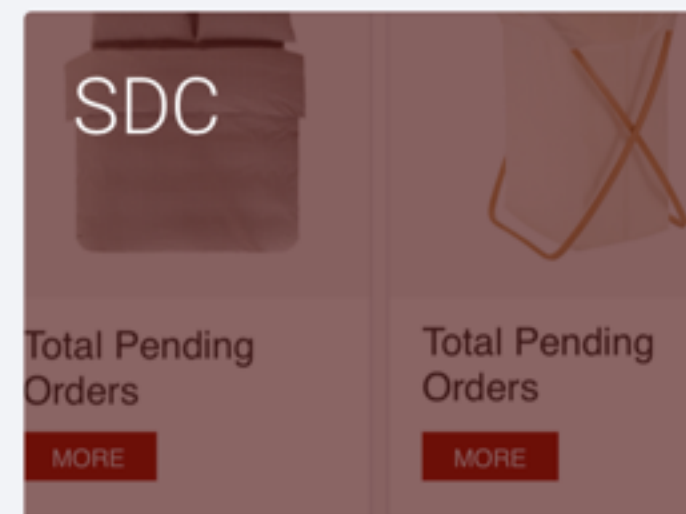 SDC
Total Pending
Orders
MORE
Total Pending
Orders
MORE